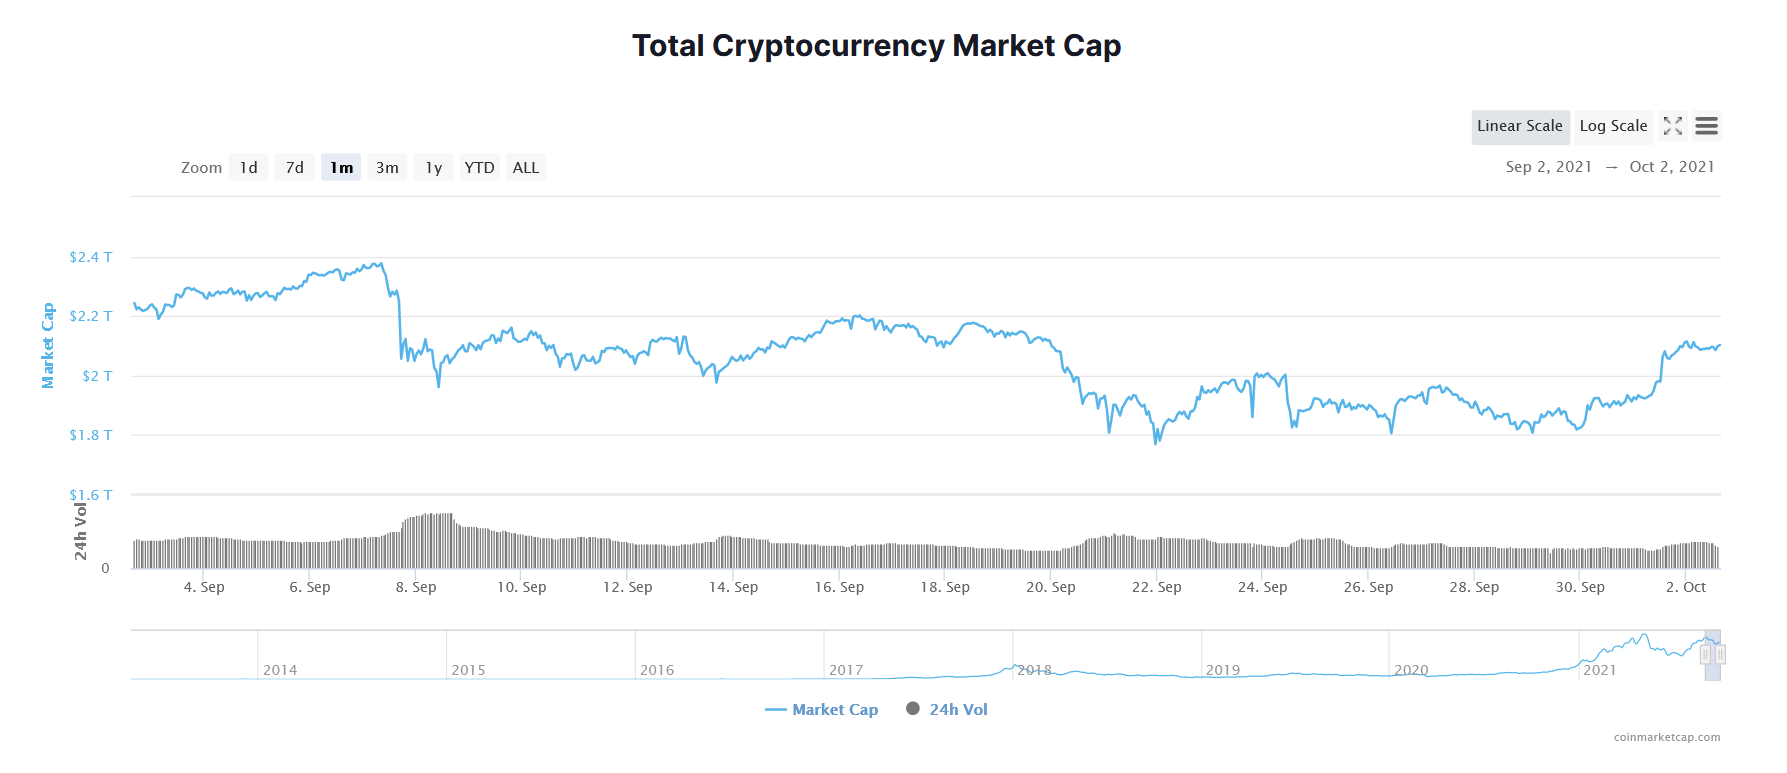 Total Cryptocurrency Market Cap
Linear Scale Log Scale
Zoom 1d 7d 1m 3m 1y YTD ALL
Sep 2, 2021 → Oct 2, 2021
$2.4 T
$2.2 T
$2 T
$1.8 T
$1.6 T
0
Market Cap
24h Vol
4. Sep 6. Sep 8. Sep 10. Sep 12. Sep 14. Sep 16. Sep 18. Sep 20. Sep 22. Sep 24. Sep 26. Sep 28. Sep 30. Sep 2. Oct
2014 2015 2016 2017 2018 2019 2020 2021
Market Cap 24h Vol
coinmarketcap.com